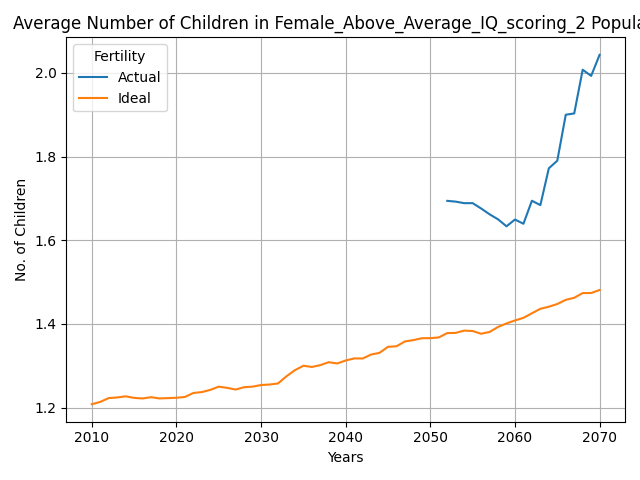 Average Number of Children in Female_Above_Average_IQ_scoring_2 Popula
Fertility
Actual
Ideal
2.0
1.8
1.6
1.4
1.2
No. of Children
2010 2020 2030 2040 2050 2060 2070
Years